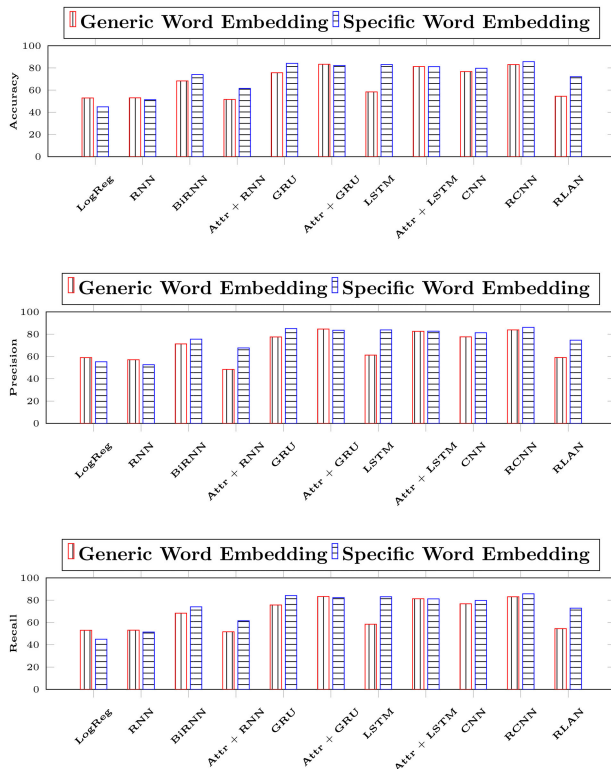 Generic Word Embedding Specific Word Embedding
100
80
60
40
20
0
Accuracy
LogReg RNN BiRNN Attr + RNN GRU Attr + GRU LSTM Attr + LSTM CNN RCNN RLAN
Generic Word Embedding Specific Word Embedding
100
80
60
40
20
0
Precision
LogReg RNN BiRNN Attr + RNN GRU Attr + GRU LSTM Attr + LSTM CNN RCNN RLAN
Generic Word Embedding Specific Word Embedding
100
80
60
40
20
0
Recall
LogReg RNN BiRNN Attr + RNN GRU Attr + GRU LSTM Attr + LSTM CNN RCNN RLAN